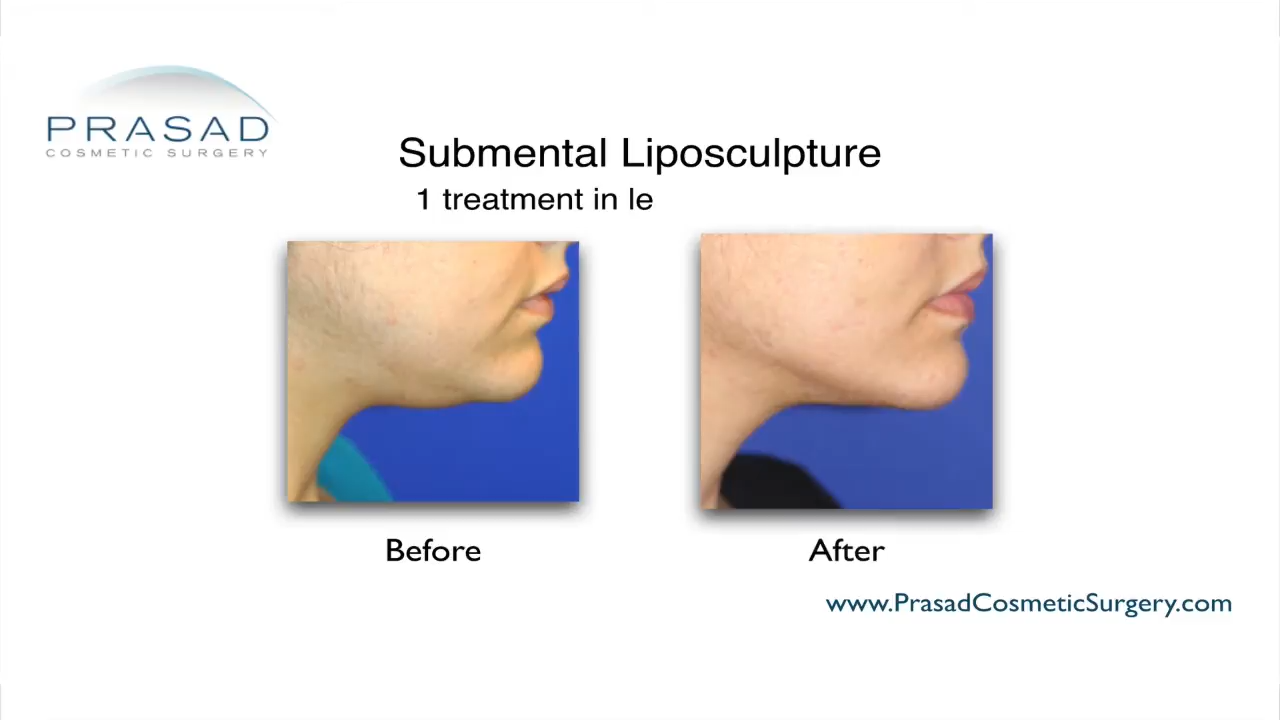 PRASAD
COSMETIC SURGERY
Submental Liposculpture
1 treatment in le
Before
After
www.PrasadCosmeticSurgery.com